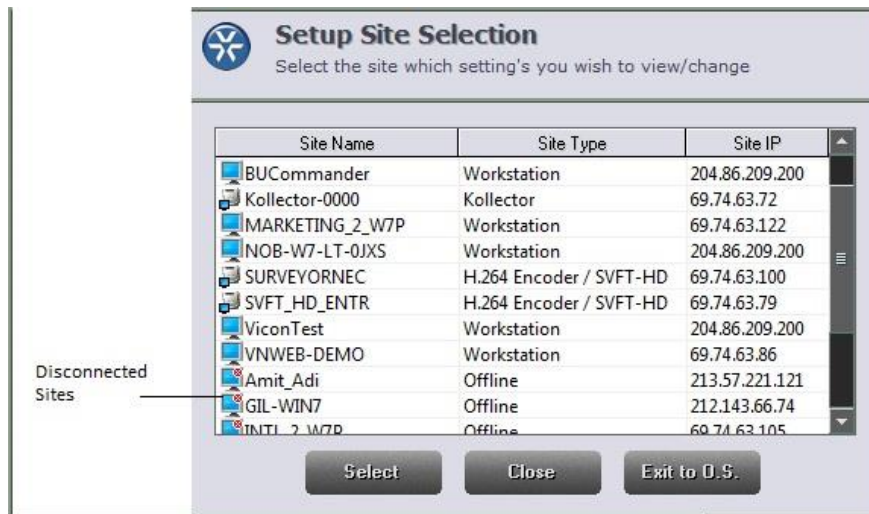 Setup Site Selection
Select the site which setting's you wish to view/change
Site Name Site Type Site IP
BUCommander Workstation 204.86.209.200
Kollector-0000 Kollector 69.74.63.72
MARKETING_2_W7P Workstation 69.74.63.122
NOB-W7-LT-0JXS Workstation 204.86.209.200
SURVEYORNEC H.264 Encoder / SVFT-HD 69.74.63.100
SVFT_HD_ENTR H.264 Encoder / SVFT-HD 69.74.63.79
ViconTest Workstation 204.86.209.200
VNWEB-DEMO Workstation 69.74.63.86
Amit_Adi Offline 213.57.221.121
GIL-WIN7 Offline 212.143.66.74
INTL_2_W7P Offline 69.74.63.105
Disconnected
Sites
Select Close Exit to O.S.